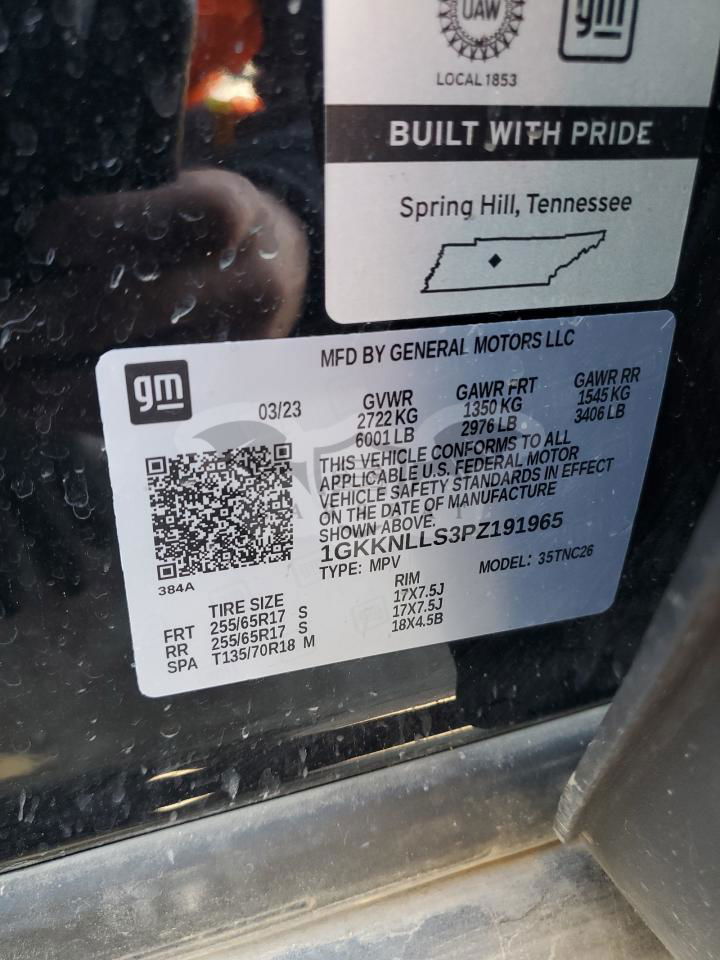 UAW
gm
LOCAL 1853
BUILT WITH PRIDE
Spring Hill, Tennessee
gm
MFD BY GENERAL MOTORS LLC
03/23
GVWR
2722 KG
6001 LB
GAWR FRT
1350 KG
2976 LB
GAWR RR
1545 KG
3406 LB
THIS VEHICLE CONFORMS TO ALL
APPLICABLE U.S. FEDERAL MOTOR
VEHICLE SAFETY STANDARDS IN EFFECT
ON THE DATE OF MANUFACTURE
SHOWN ABOVE.
1GKKNLLS3PZ191965
TYPE: MPV
MODEL: 35TNC26
384A
TIRE SIZE RIM
FRT 255/65R17 S 17X7.5J
RR 255/65R17 S 17X7.5J
SPA T135/70R18 M 18X4.5B